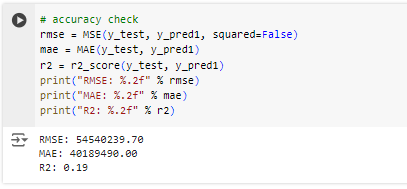 # accuracy check
rmse = MSE(y_test, y_pred1, squared=False)
mae = MAE(y_test, y_pred1)
r2 = r2_score(y_test, y_pred1)
print("RMSE: %.2f" % rmse)
print("MAE: %.2f" % mae)
print("R2: %.2f" % r2)
RMSE: 54540239.70
MAE: 40189490.00
R2: 0.19